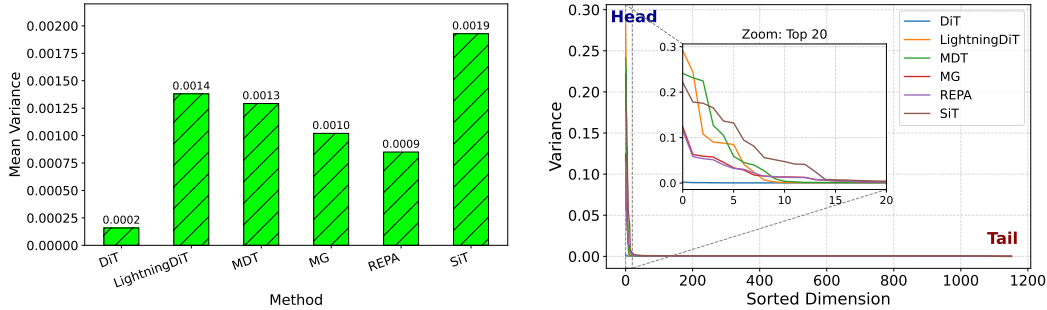 0.00200
0.00175
0.00150
0.00125
0.00100
0.00075
0.00050
0.00025
0.00000
Mean Variance
0.0002
0.0014
0.0013
0.0010
0.0009
0.0019
DiT
LightningDiT
MDT
MG
REPA
SiT
Method
0.30
0.25
0.20
0.15
0.10
0.05
0.00
Variance
Head
Zoom: Top 20
0.3
0.2
0.1
0.0
0
5
10
15
20
DiT
LightningDiT
MDT
MG
REPA
SiT
Tail
0
200
400
600
800
1000
1200
Sorted Dimension